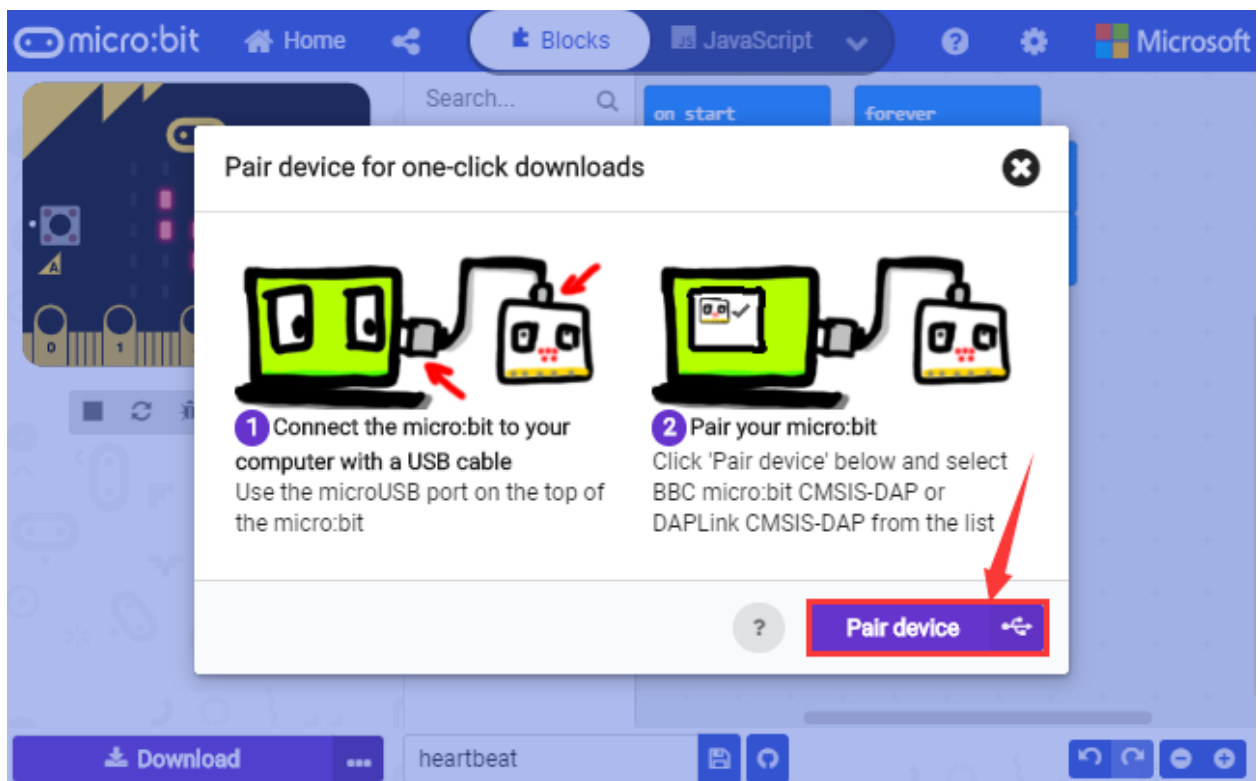 micro:bit Home Blocks JS JavaScript ? Microsoft
Search...
on start forever
Pair device for one-click downloads
A
0 1
1 Connect the micro:bit to your
computer with a USB cable
Use the microUSB port on the top of
the micro:bit
2 Pair your micro:bit
Click 'Pair device' below and select
BBC micro:bit CMSIS-DAP or
DAPLink CMSIS-DAP from the list
? Pair device
Download ... heartbeat